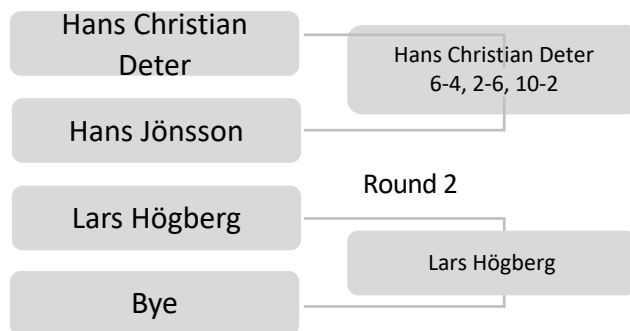 Hans Christian
Deter
Hans Christian Deter
6-4, 2-6, 10-2
Hans Jönsson
Round 2
Lars Högberg
Lars Högberg
Bye